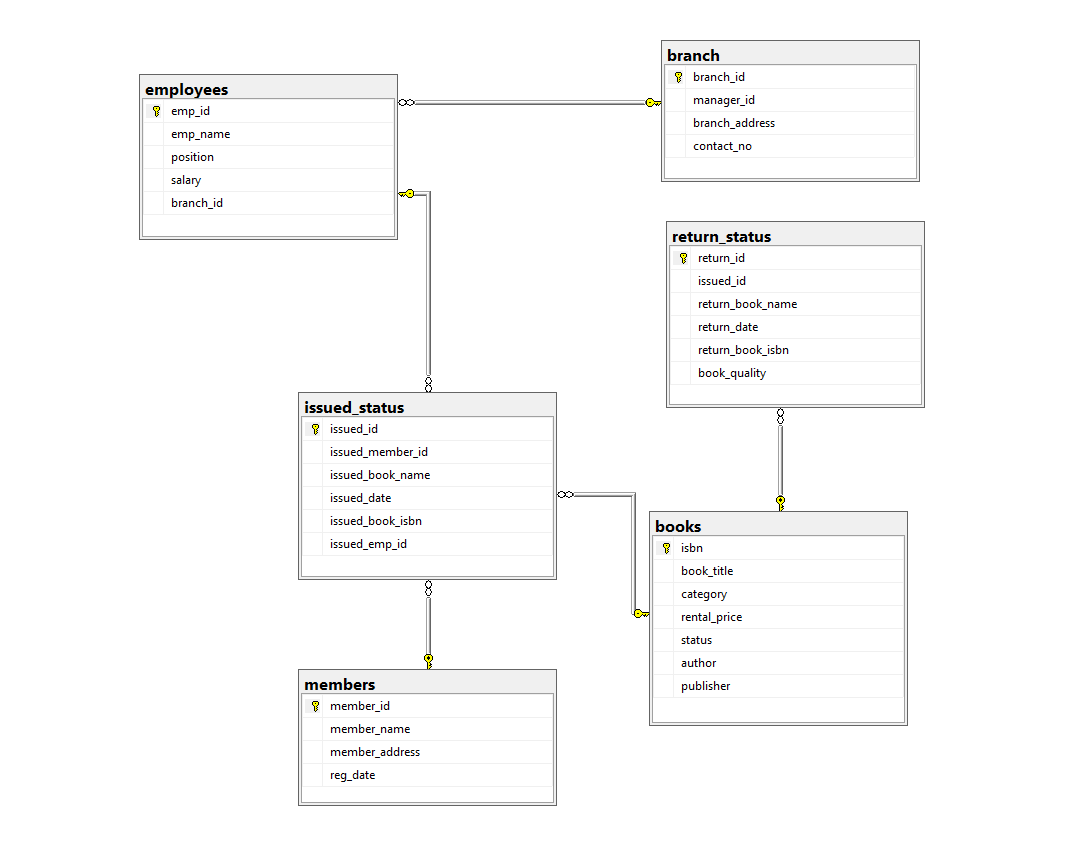 employees
emp_id
emp_name
position
salary
branch_id
branch
branch_id
manager_id
branch_address
contact_no
return_status
return_id
issued_id
return_book_name
return_date
return_book_isbn
book_quality
issued_status
issued_id
issued_member_id
issued_book_name
issued_date
issued_book_isbn
issued_emp_id
books
isbn
book_title
category
rental_price
status
author
publisher
members
member_id
member_name
member_address
reg_date